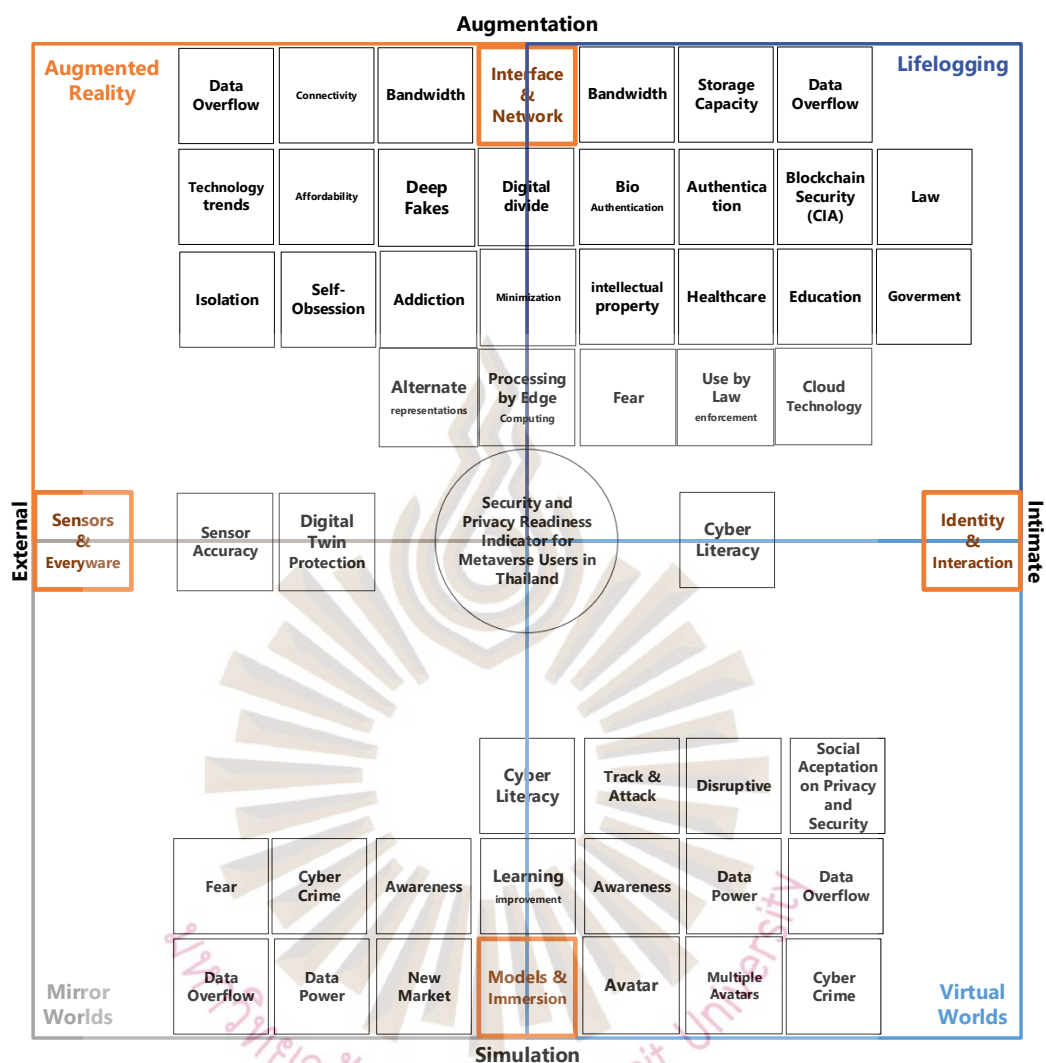 Augmentation
Augmented
Reality
Data
Overflow
Connectivity
Bandwidth
Interface
&
Network
Bandwidth
Storage
Capacity
Data
Overflow
Lifelogging
Technology
trends
Affordability
Deep
Fakes
Digital
divide
Bio
Authentication
Authentica
tion
Blockchain
Security
(CIA)
Law
Isolation
Self-
Obsession
Addiction
Minimization
intellectual
property
Healthcare
Education
Goverment
Alternate
representations
Processing
by Edge
Computing
Fear
Use by
Law
enforcement
Cloud
Technology
External
Sensors
&
Everyware
Sensor
Accuracy
Digital
Twin
Protection
Security and
Privacy Readiness
Indicator for
Metaverse Users in
Thailand
Cyber
Literacy
Identity
&
Interaction
Intimate
Cyber
Literacy
Track &
Attack
Disruptive
Social
Aceptation
on Privacy
and
Security
Fear
Cyber
Crime
Awareness
Learning
improvement
Awareness
Data
Power
Data
Overflow
Mirror
Worlds
Data
Overflow
Data
Power
New
Market
Models &
Immersion
Avatar
Multiple
Avatars
Cyber
Crime
Virtual
Worlds
Simulation
University